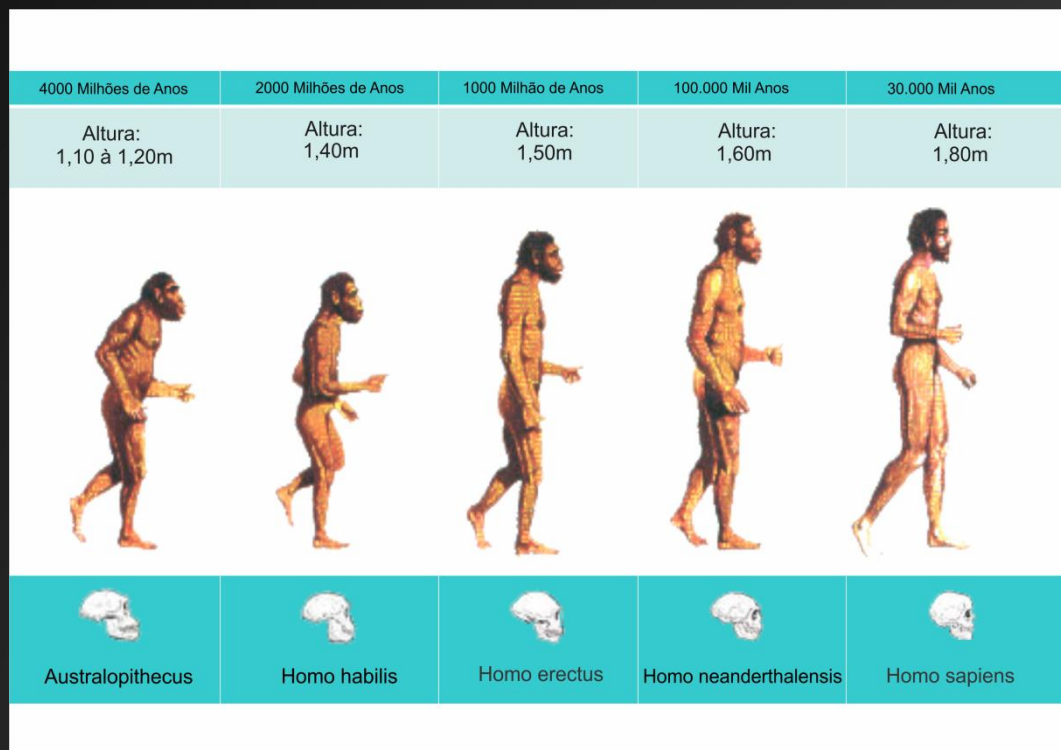 4000 Milhões de Anos
2000 Milhões de Anos
1000 Milhão de Anos
100.000 Mil Anos
30.000 Mil Anos
Altura:
1,10 à 1,20m
Altura:
1,40m
Altura:
1,50m
Altura:
1,60m
Altura:
1,80m
Australopithecus
Homo habilis
Homo erectus
Homo neanderthalensis
Homo sapiens